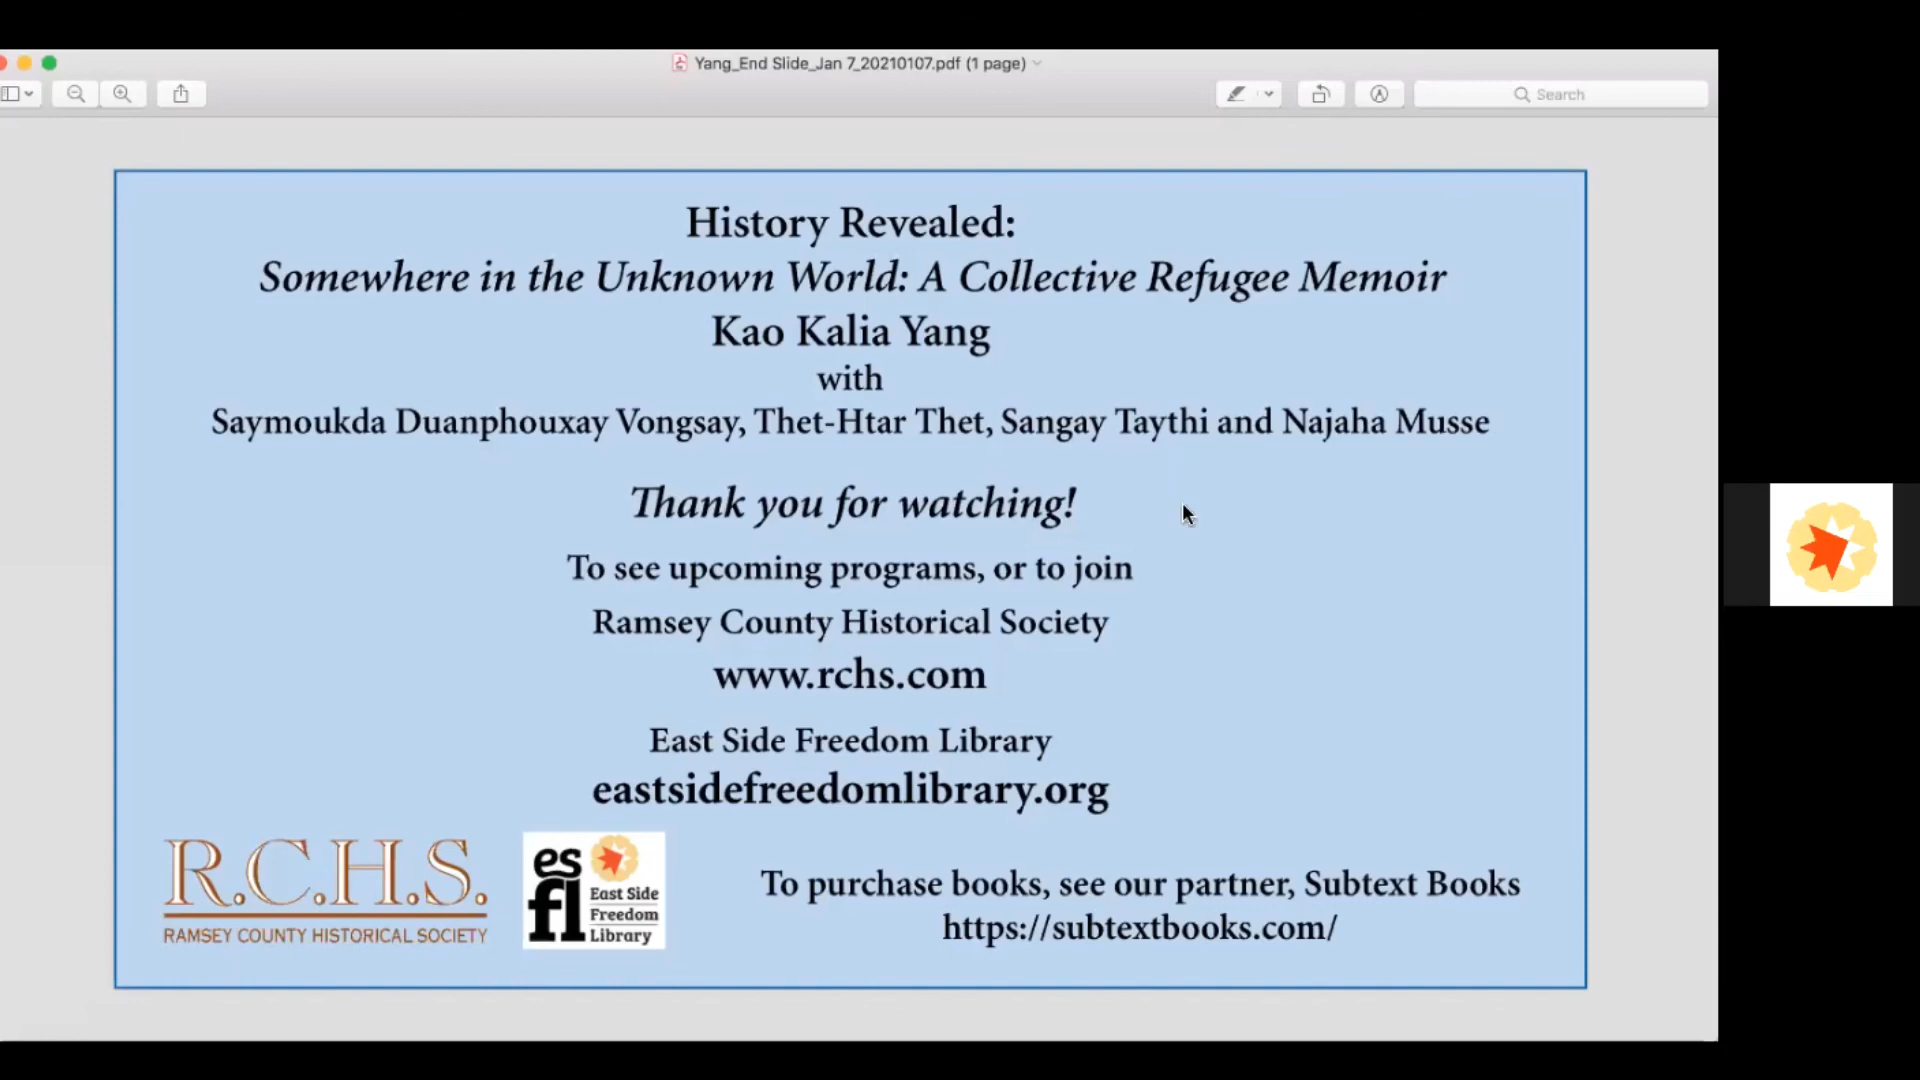 Yang_End Slide_Jan 7_20210107.pdf (1 page)
Search
History Revealed:
Somewhere in the Unknown World: A Collective Refugee Memoir
Kao Kalia Yang
with
Saymoukda Duanphouxay Vongsay, Thet-Htar Thet, Sangay Taythi and Najaha Musse
Thank you for watching!
To see upcoming programs, or to join
Ramsey County Historical Society
www.rchs.com
East Side Freedom Library
eastsidefreedomlibrary.org
R.C.H.S.
RAMSEY COUNTY HISTORICAL SOCIETY
esfl
East Side
Freedom
Library
To purchase books, see our partner, Subtext Books
https://subtextbooks.com/